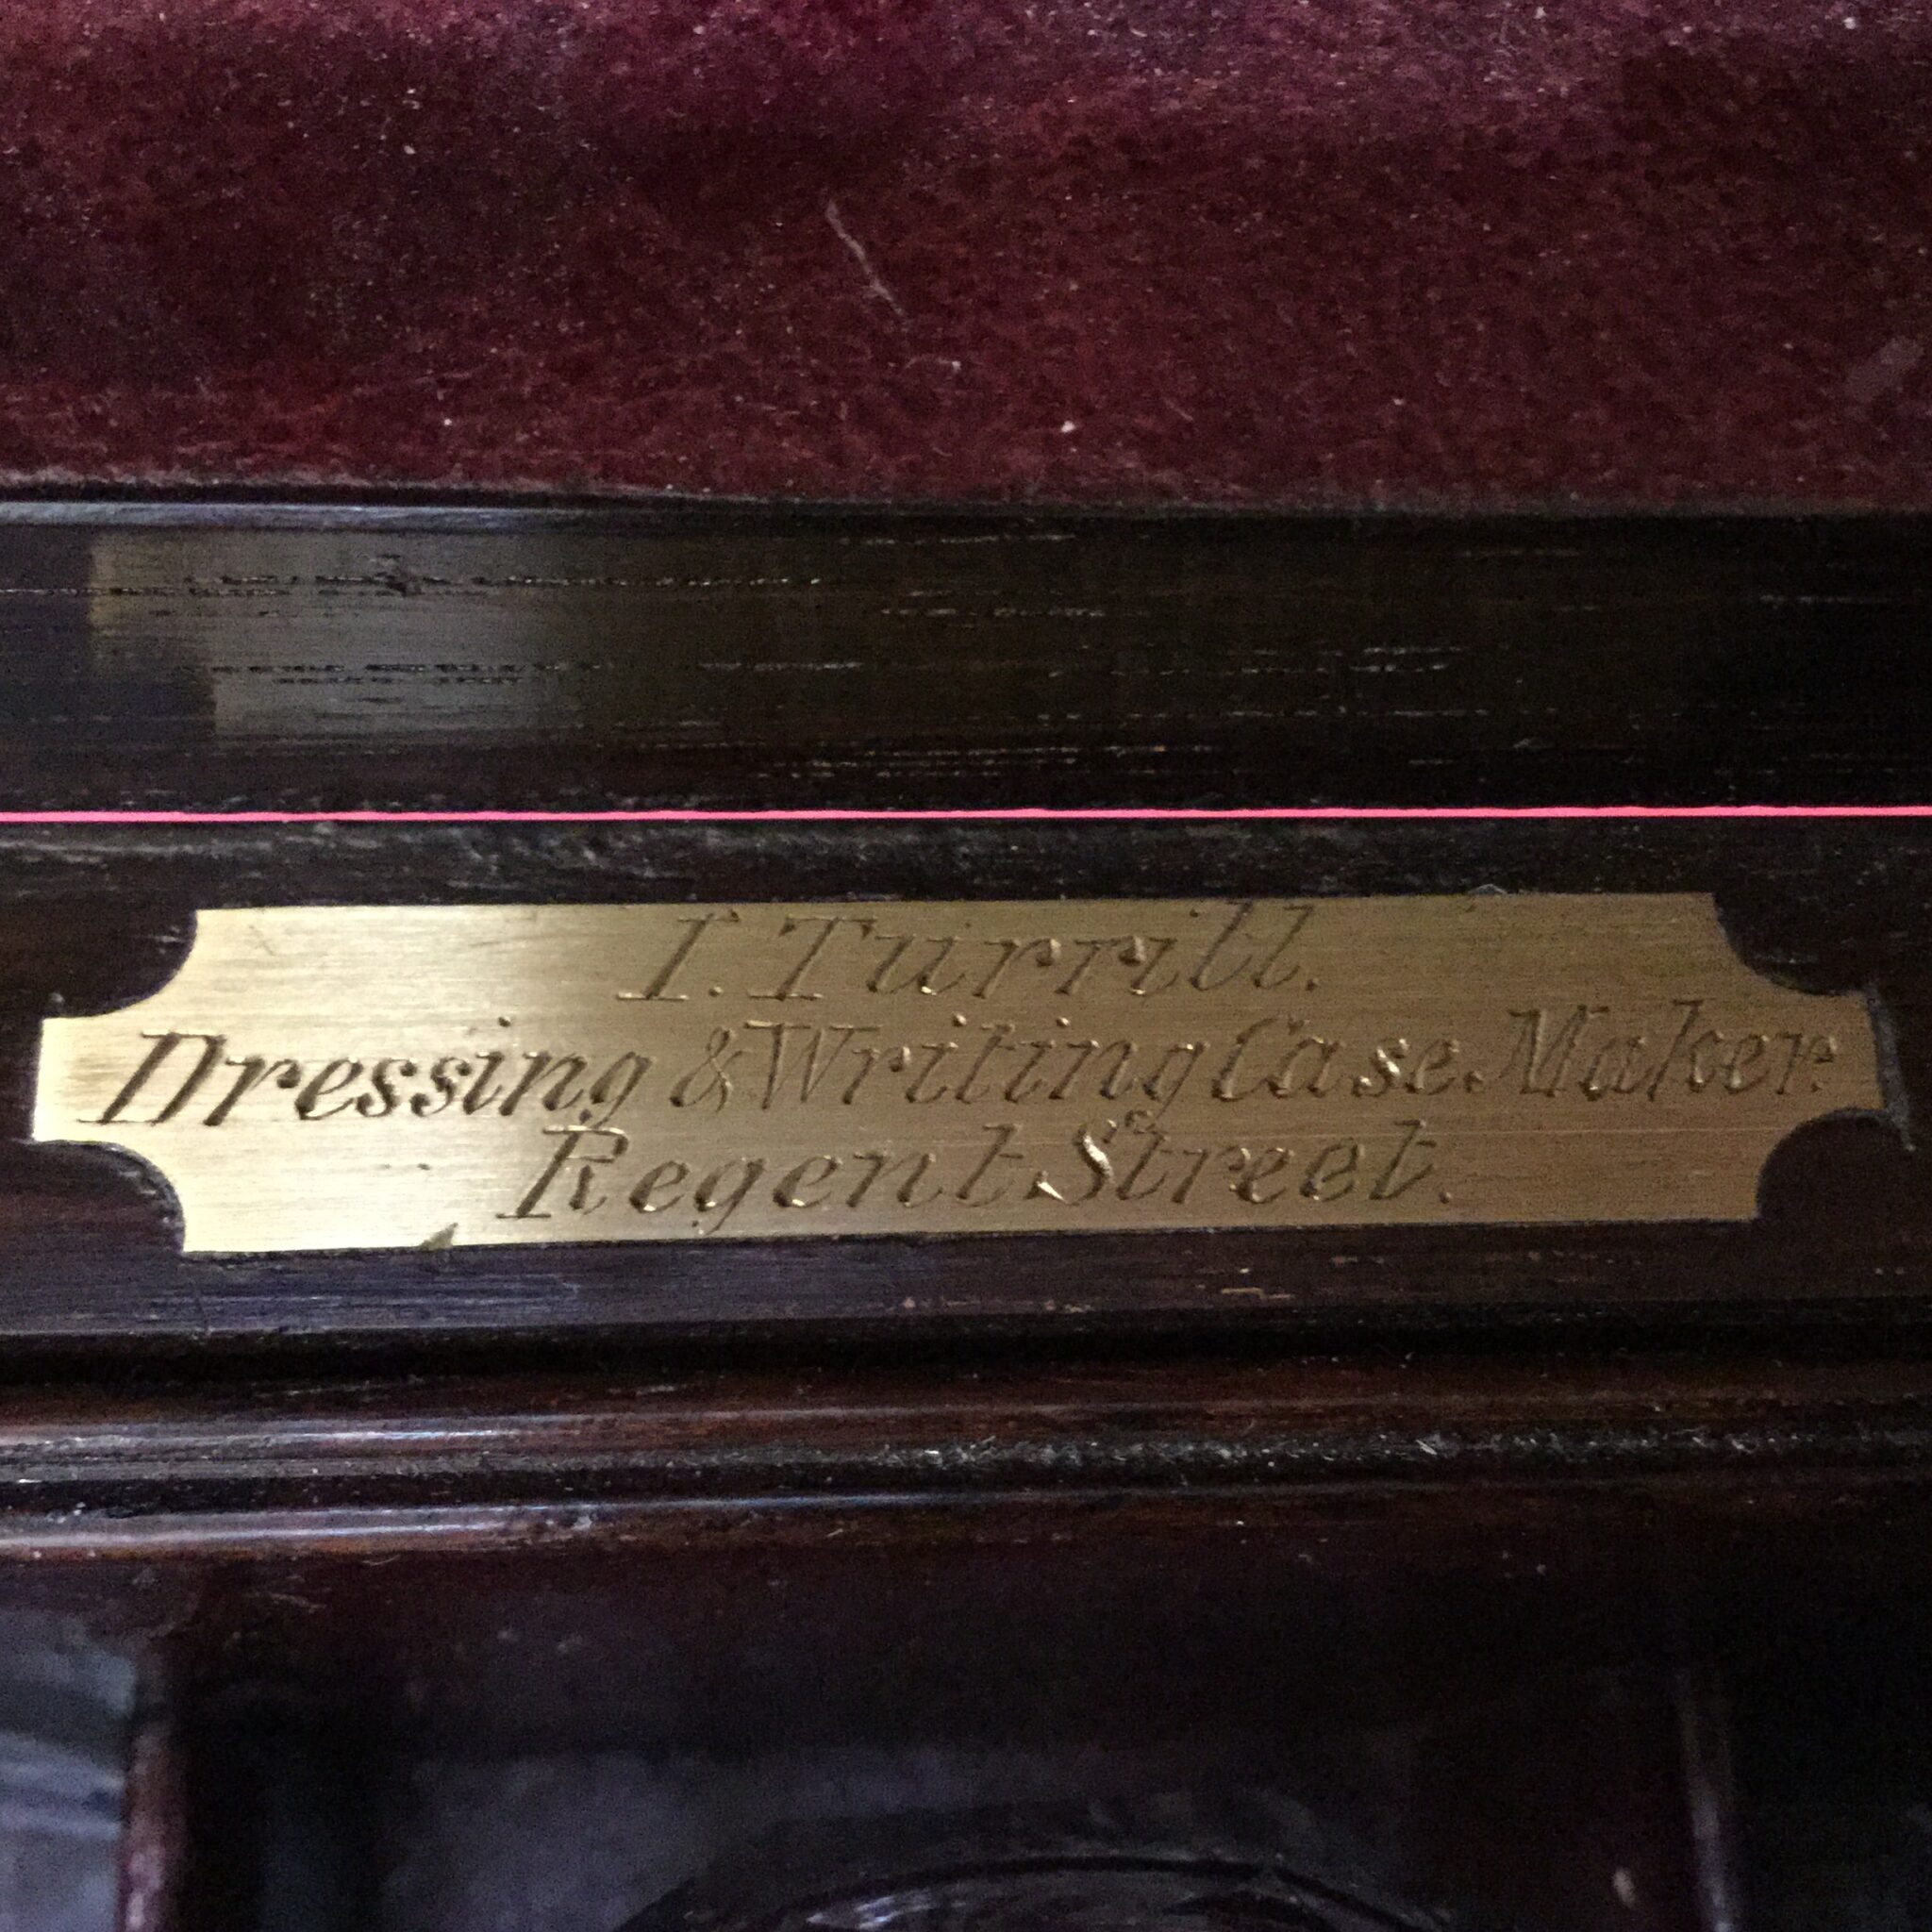 I. Turrill.
Dressing & Writing Case Maker.
Regent Street.